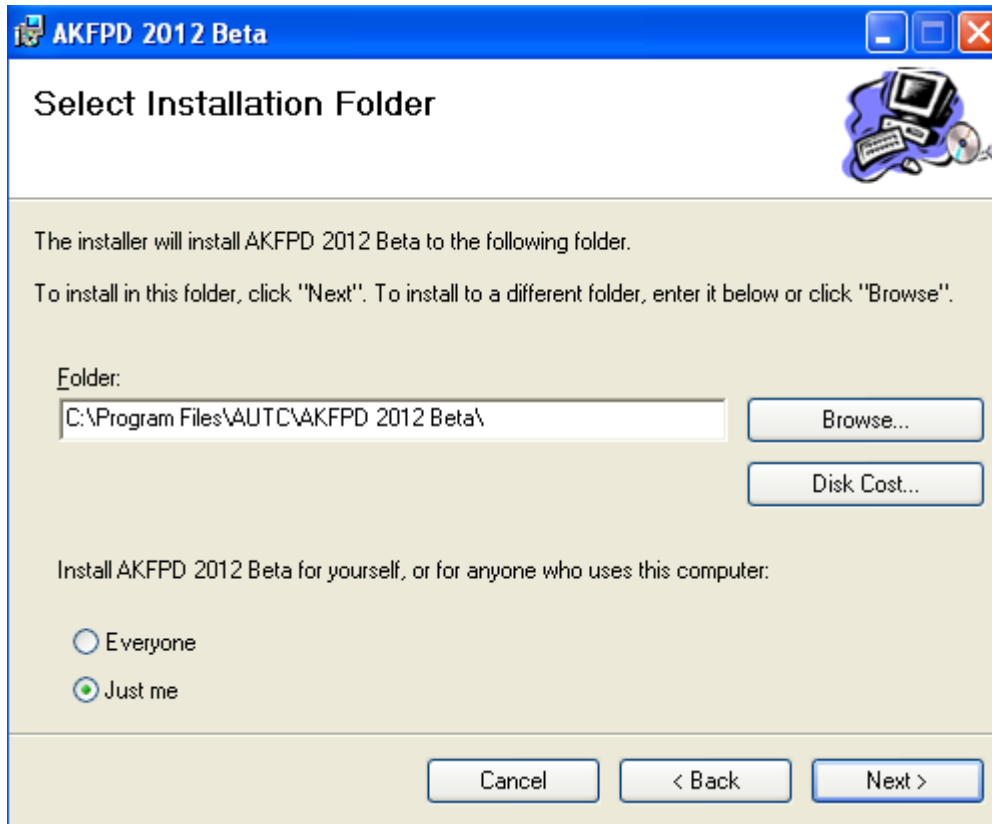 AKFPD 2012 Beta
Select Installation Folder
The installer will install AKFPD 2012 Beta to the following folder.
To install in this folder, click "Next". To install to a different folder, enter it below or click "Browse".
Folder:
C:\Program Files\AUTC\AKFPD 2012 Beta\
Browse...
Disk Cost...
Install AKFPD 2012 Beta for yourself, or for anyone who uses this computer:
Everyone
Just me
Cancel
< Back
Next >